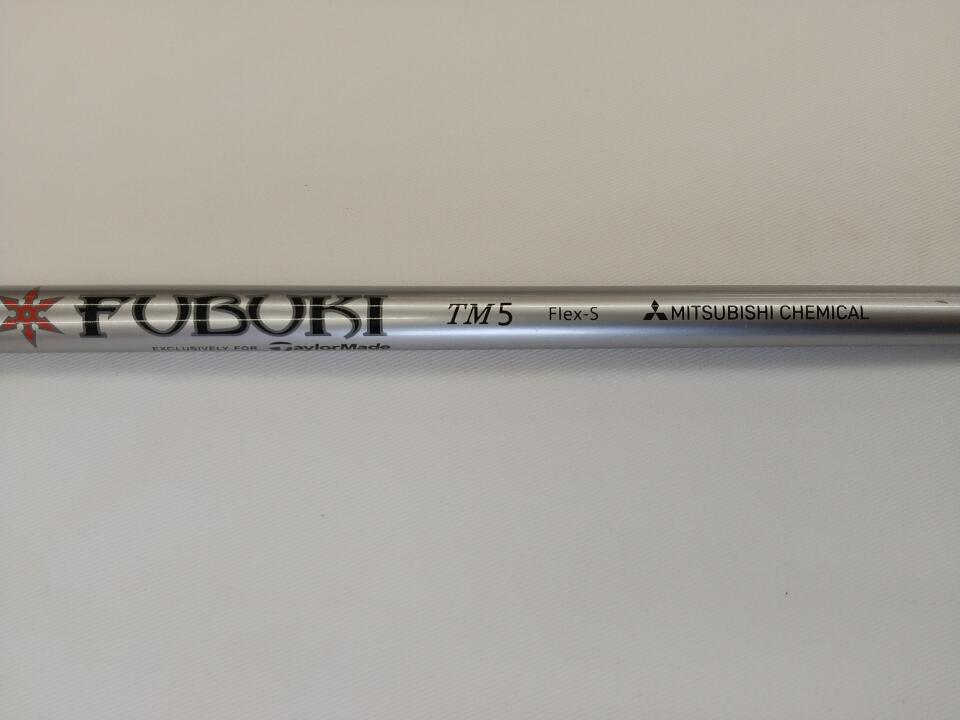 FUBUKI TM5 Flex-S MITSUBISHI CHEMICAL
EXCLUSIVELY FOR TaylorMade